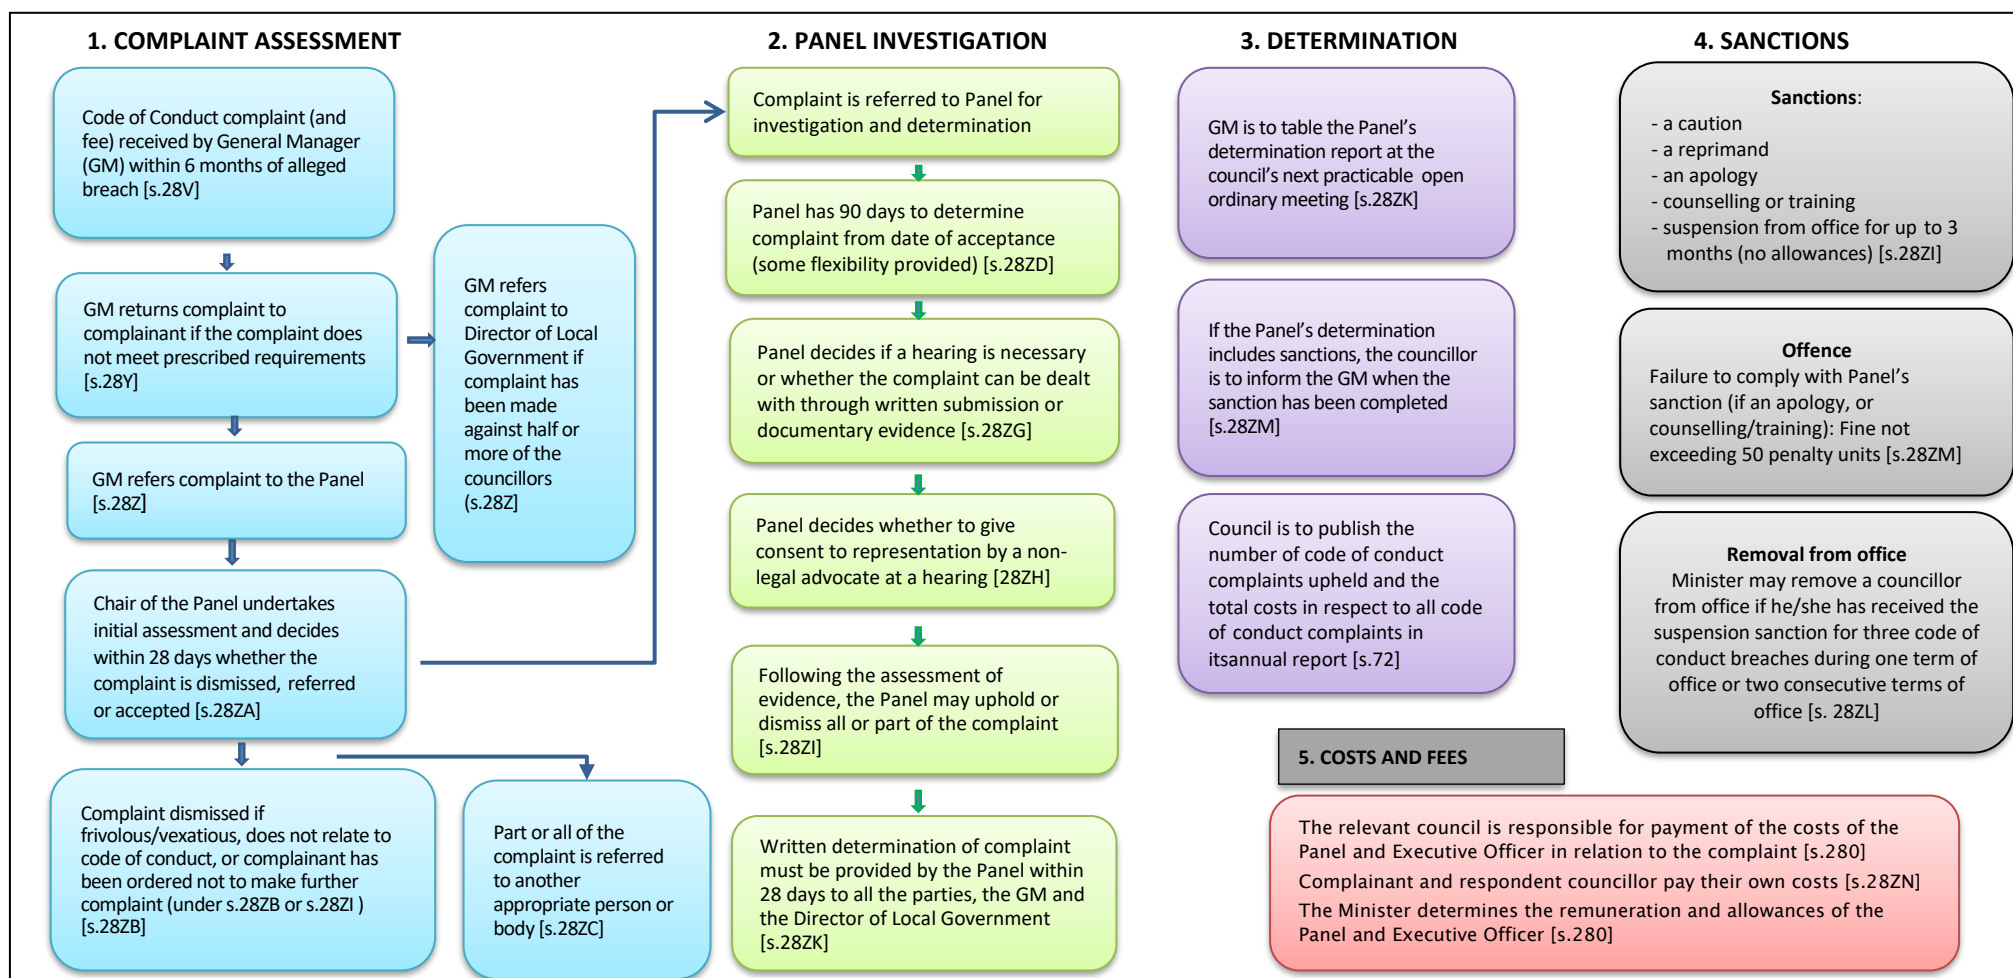 1. COMPLAINT ASSESSMENT
Code of Conduct complaint (and
fee) received by General Manager
(GM) within 6 months of alleged
breach [s.28V]
GM returns complaint to
complainant if the complaint does
not meet prescribed requirements
[s.28Y]
GM refers
complaint to
Director of Local
Government if
complaint has
been made
against half or
more of the
councillors
(s.28Z]
GM refers complaint to the Panel
[s.28Z]
Chair of the Panel undertakes
initial assessment and decides
within 28 days whether the
complaint is dismissed, referred
or accepted [s.28ZA]
Complaint dismissed if
frivolous/vexatious, does not relate to
code of conduct, or complainant has
been ordered not to make further
complaint (under s.28ZB or s.28ZI )
[s.28ZB]
Part or all of the
complaint is referred
to another
appropriate person or
body [s.28ZC]
2. PANEL INVESTIGATION
Complaint is referred to Panel for
investigation and determination
Panel has 90 days to determine
complaint from date of acceptance
(some flexibility provided) [s.28ZD]
Panel decides if a hearing is necessary
or whether the complaint can be dealt
with through written submission or
documentary evidence [s.28ZG]
Panel decides whether to give
consent to representation by a non-
legal advocate at a hearing [28ZH]
Following the assessment of
evidence, the Panel may uphold or
dismiss all or part of the complaint
[s.28ZI]
Written determination of complaint
must be provided by the Panel within
28 days to all the parties, the GM and
the Director of Local Government
[s.28ZK]
3. DETERMINATION
GM is to table the Panel's
determination report at the
council's next practicable open
ordinary meeting [s.28ZK]
If the Panel's determination
includes sanctions, the councillor
is to inform the GM when the
sanction has been completed
[s.28ZM]
Council is to publish the
number of code of conduct
complaints upheld and the
total costs in respect to all code
of conduct complaints in
itsannual report [s.72]
4. SANCTIONS
Sanctions:
- a caution
- a reprimand
- an apology
- counselling or training
- suspension from office for up to 3
months (no allowances) [s.28ZI]
Offence
Failure to comply with Panel's
sanction (if an apology, or
counselling/training): Fine not
exceeding 50 penalty units [s.28ZM]
Removal from office
Minister may remove a councillor
from office if he/she has received the
suspension sanction for three code of
conduct breaches during one term of
office or two consecutive terms of
office [s. 28ZL]
5. COSTS AND FEES
The relevant council is responsible for payment of the costs of the
Panel and Executive Officer in relation to the complaint [s.280]
Complainant and respondent councillor pay their own costs [s.28ZN]
The Minister determines the remuneration and allowances of the
Panel and Executive Officer [s.280]